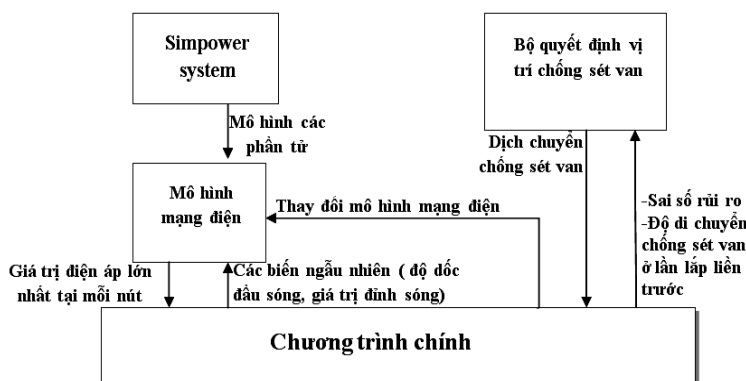 Simpower
system
Bộ quyết định vị
trí chống sét van
Mô hình các
phần tử
Dịch chuyển
chống sét van
Mô hình
mạng điện
Thay đổi mô hình mạng điện
-Sai số rủi ro
-Độ di chuyển
chống sét van
ở lần lắp liền
trước
Giá trị điện áp lớn
nhất tại mỗi nút
Các biến ngẫu nhiên ( độ dốc
đầu sóng, giá trị đỉnh sóng)
Chương trình chính